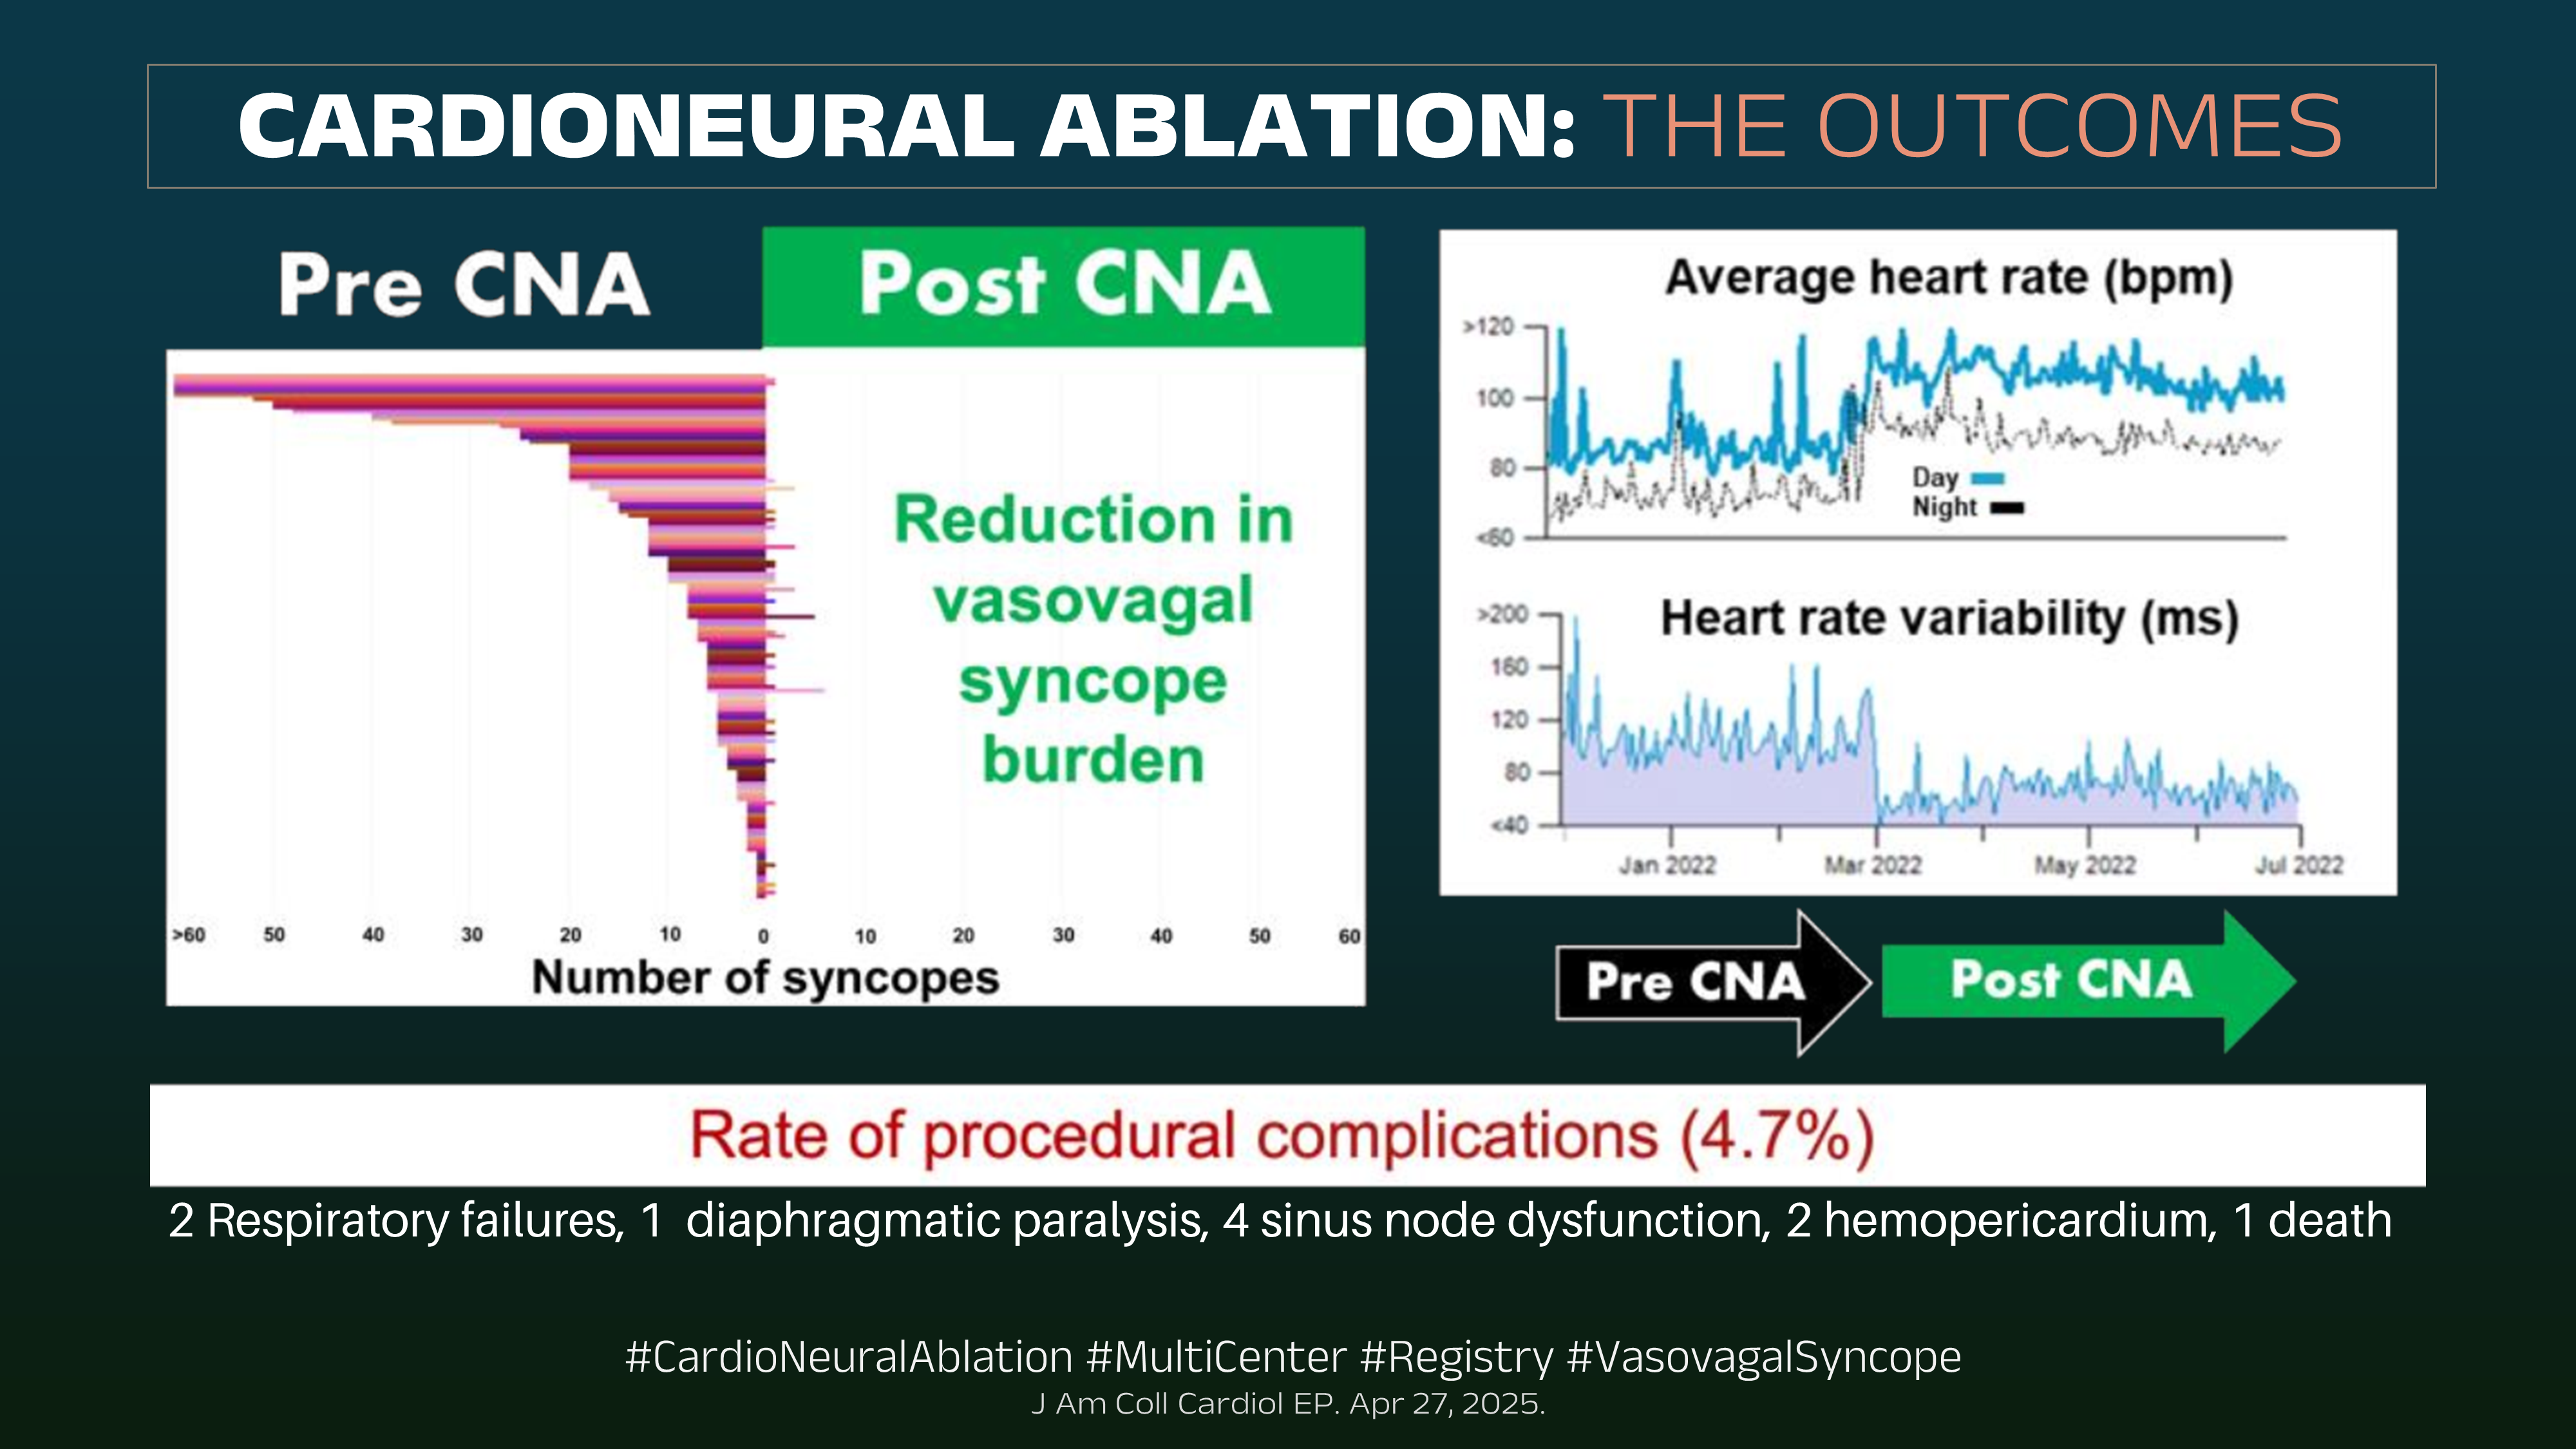 CARDIONEURAL ABLATION: THE OUTCOMES
Pre CNA
Post CNA
Reduction in
vasovagal
syncope
burden
>60 50 40 30 20 10 0 10 20 30 40 50 60
Number of syncopes
Average heart rate (bpm)
>120
100
80
<60
Day
Night
Heart rate variability (ms)
>200
160
120
80
<40
Jan 2022 Mar 2022 May 2022 Jul 2022
Pre CNA
Post CNA
Rate of procedural complications (4.7%)
2 Respiratory failures, 1 diaphragmatic paralysis, 4 sinus node dysfunction, 2 hemopericardium, 1 death
#CardioNeuralAblation #MultiCenter #Registry #VasovagalSyncope
J Am Coll Cardiol EP. Apr 27, 2025.